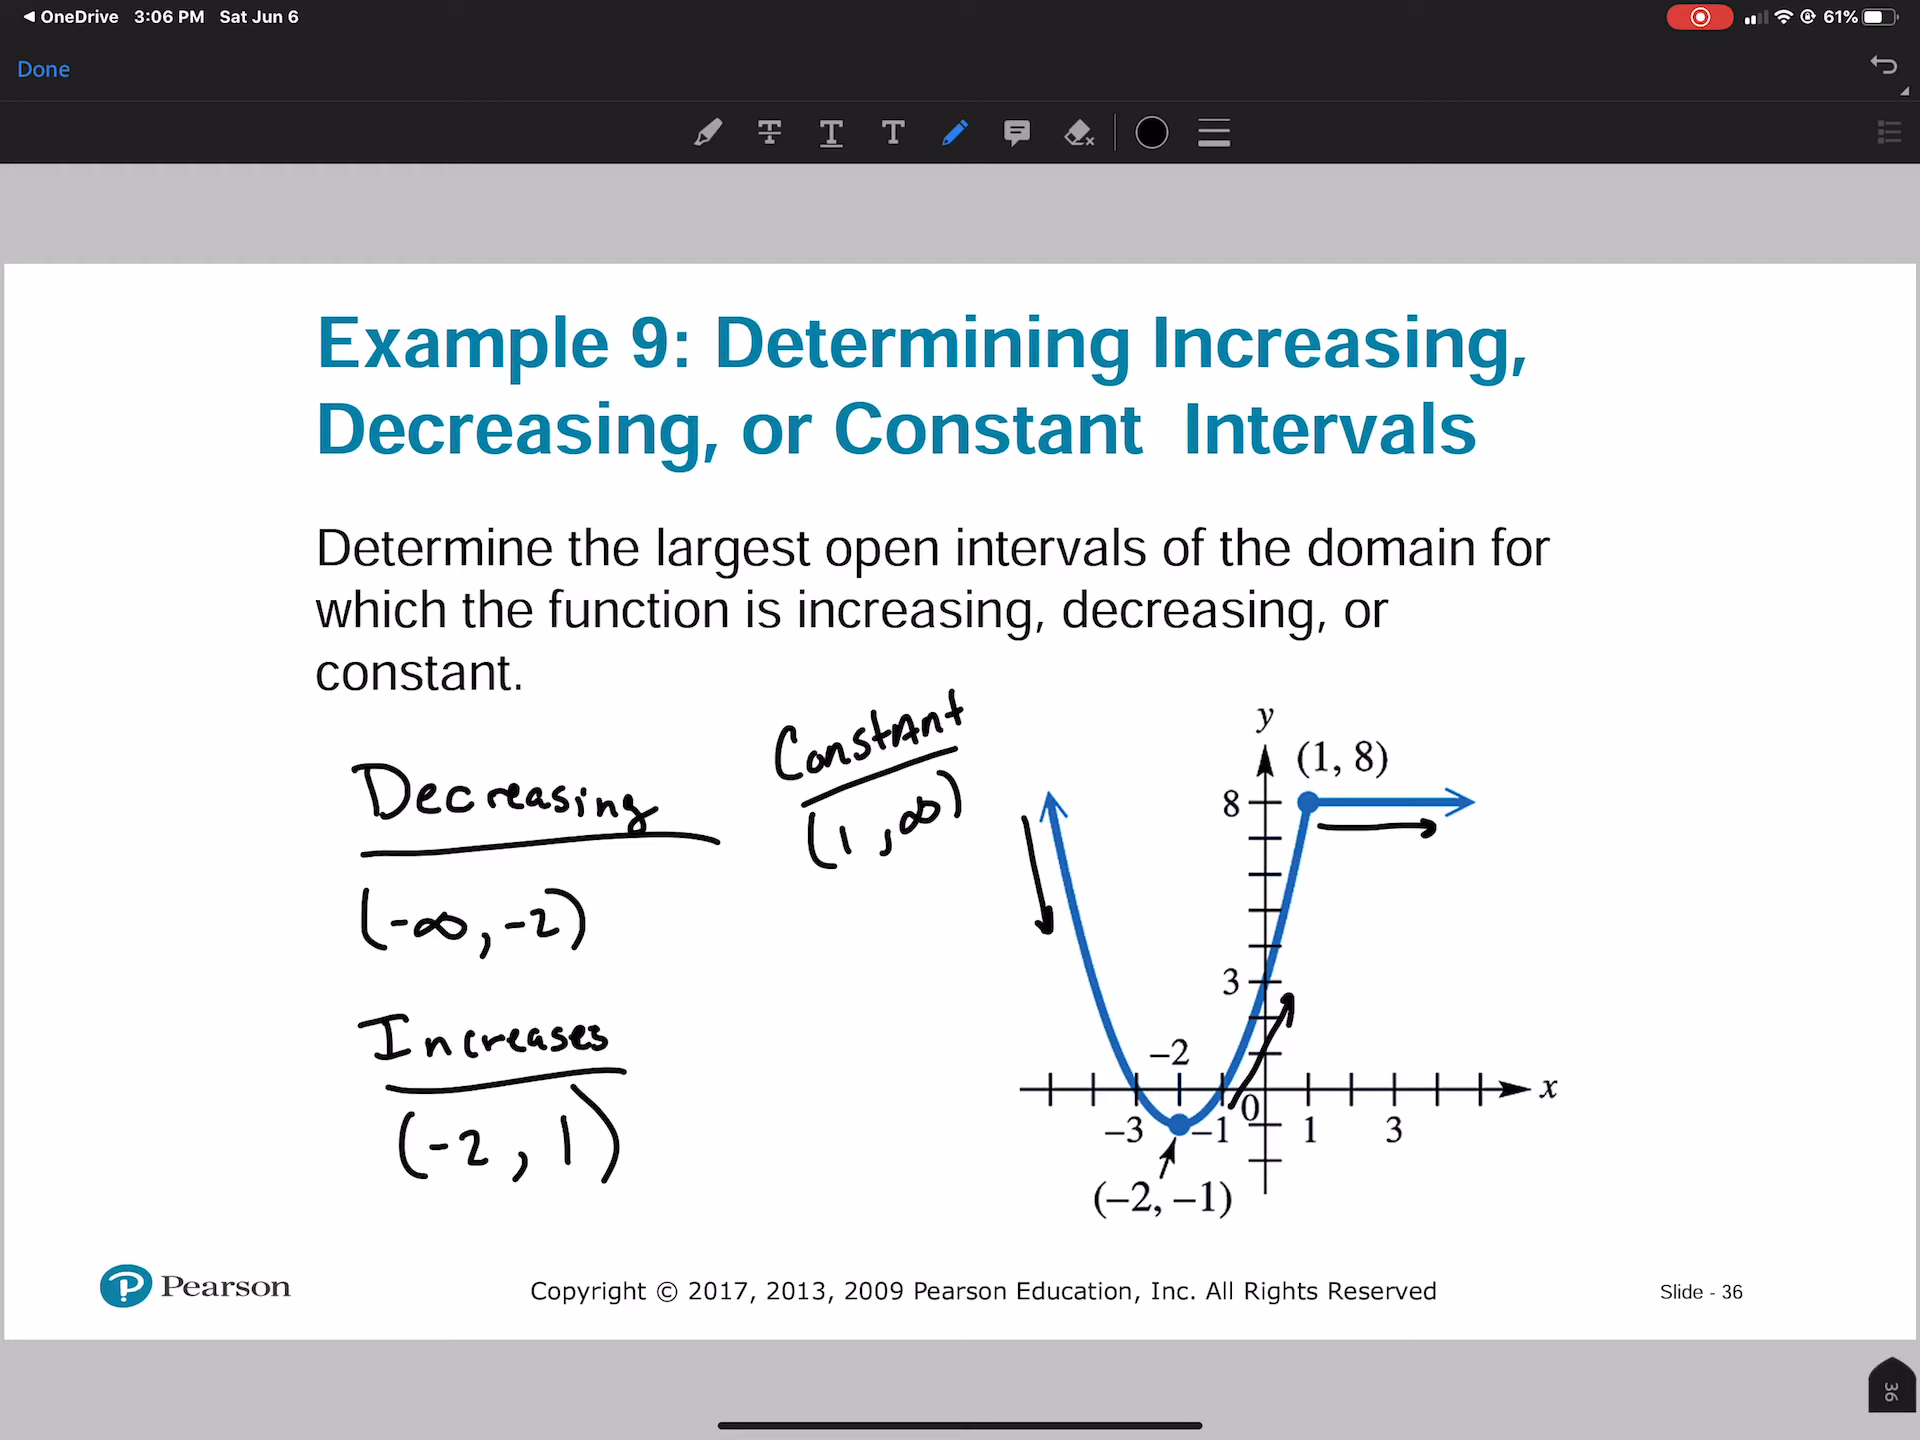 ◀ OneDrive 3:06 PM Sat Jun 6 61%
Done
Example 9: Determining Increasing,
Decreasing, or Constant Intervals
Determine the largest open intervals of the domain for
which the function is increasing, decreasing, or
constant.
Decreasing
(-∞, -2)
Increases
(-2, 1)
Constant
(1, ∞)
y
(1, 8)
8
3
-2
x
0
-3 -1 1 3
(-2, -1)
Pearson
Copyright © 2017, 2013, 2009 Pearson Education, Inc. All Rights Reserved
Slide - 36
36